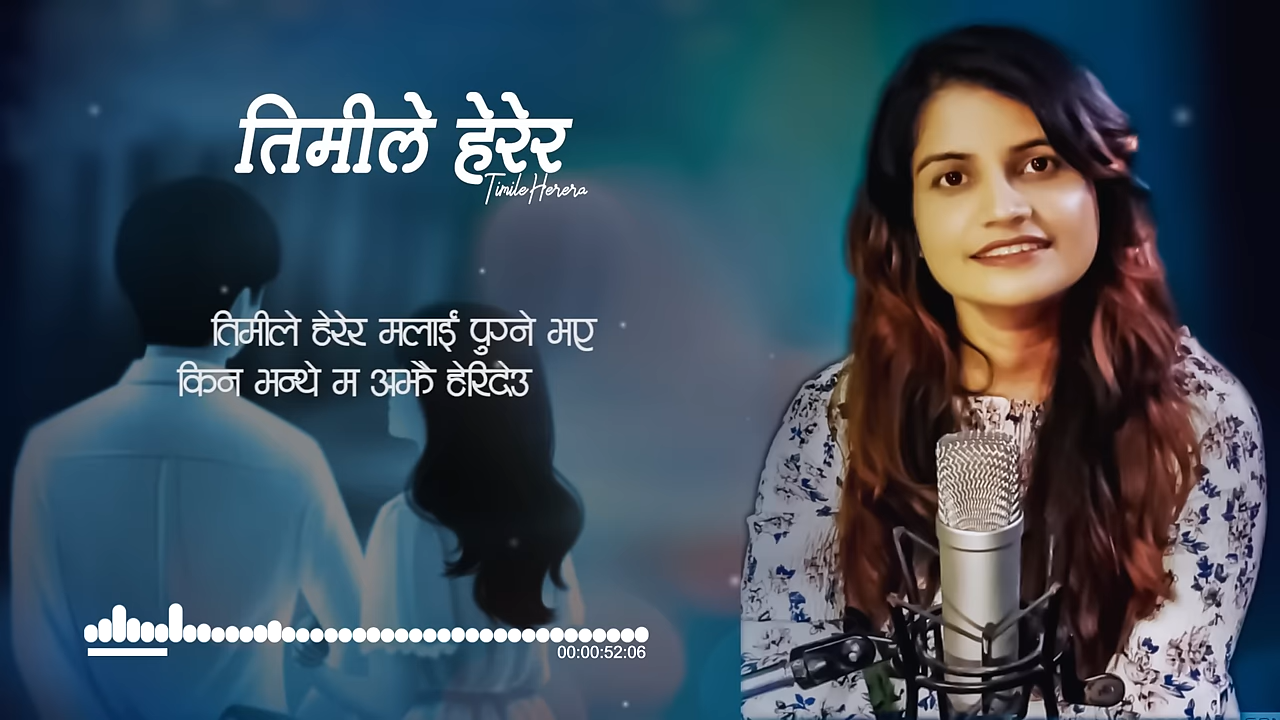 तिमीले हेरेर
Timile Herera
तिमीले हेरेर मलाई पुग्ने भए
किन भन्थे म अझै हेरिदेउ
00:00:52:06